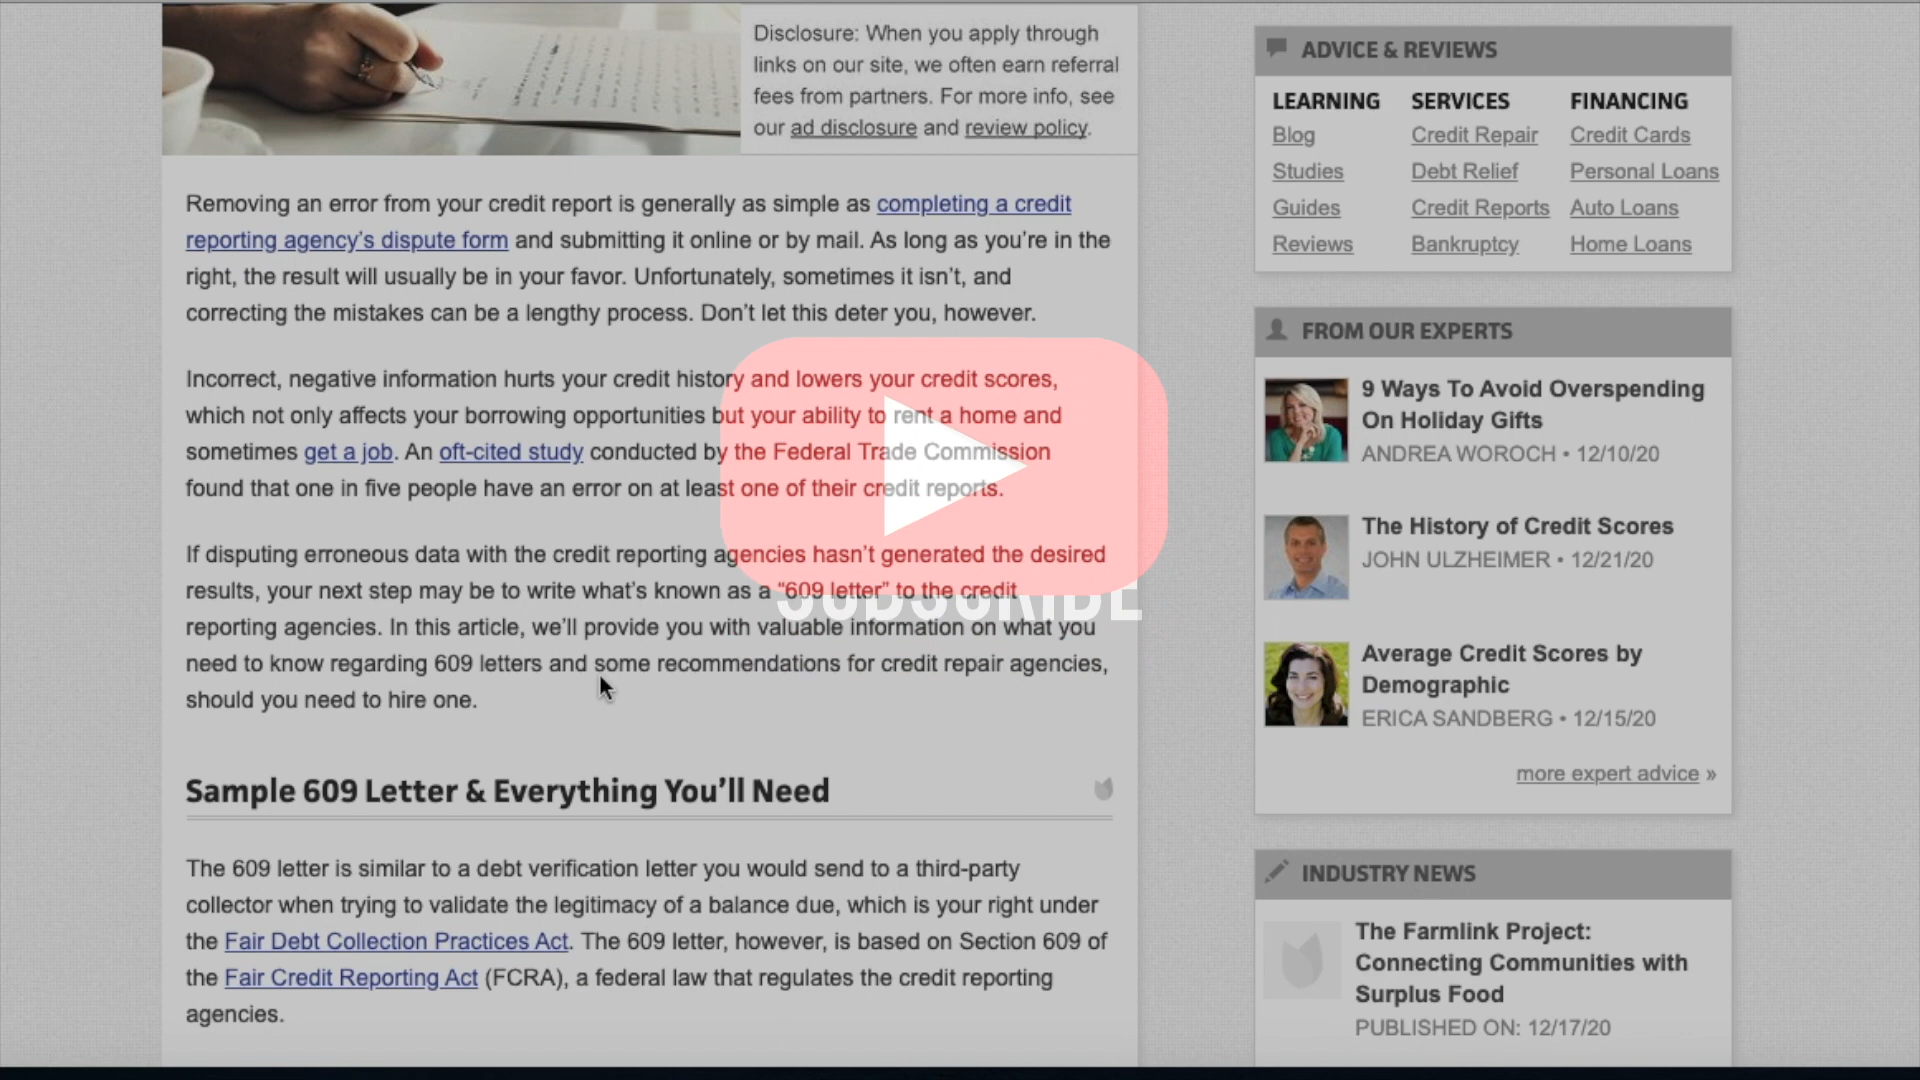 Disclosure: When you apply through
links on our site, we often earn referral
fees from partners. For more info, see
our ad disclosure and review policy.
Removing an error from your credit report is generally as simple as completing a credit
reporting agency’s dispute form and submitting it online or by mail. As long as you’re in the
right, the result will usually be in your favor. Unfortunately, sometimes it isn’t, and
correcting the mistakes can be a lengthy process. Don’t let this deter you, however.
Incorrect, negative information hurts your credit history and lowers your credit scores,
which not only affects your borrowing opportunities but your ability to rent a home and
sometimes get a job. An oft-cited study conducted by the Federal Trade Commission
found that one in five people have an error on at least one of their credit reports.
If disputing erroneous data with the credit reporting agencies hasn’t generated the desired
results, your next step may be to write what’s known as a “609 letter” to the credit
SUBSCRIBE
reporting agencies. In this article, we’ll provide you with valuable information on what you
need to know regarding 609 letters and some recommendations for credit repair agencies,
should you need to hire one.
Sample 609 Letter & Everything You’ll Need
The 609 letter is similar to a debt verification letter you would send to a third-party
collector when trying to validate the legitimacy of a balance due, which is your right under
the Fair Debt Collection Practices Act. The 609 letter, however, is based on Section 609 of
the Fair Credit Reporting Act (FCRA), a federal law that regulates the credit reporting
agencies.
ADVICE & REVIEWS
LEARNING SERVICES FINANCING
Blog Credit Repair Credit Cards
Studies Debt Relief Personal Loans
Guides Credit Reports Auto Loans
Reviews Bankruptcy Home Loans
FROM OUR EXPERTS
9 Ways To Avoid Overspending
On Holiday Gifts
ANDREA WOROCH • 12/10/20
The History of Credit Scores
JOHN ULZHEIMER • 12/21/20
Average Credit Scores by
Demographic
ERICA SANDBERG • 12/15/20
more expert advice »
INDUSTRY NEWS
The Farmlink Project:
Connecting Communities with
Surplus Food
PUBLISHED ON: 12/17/20